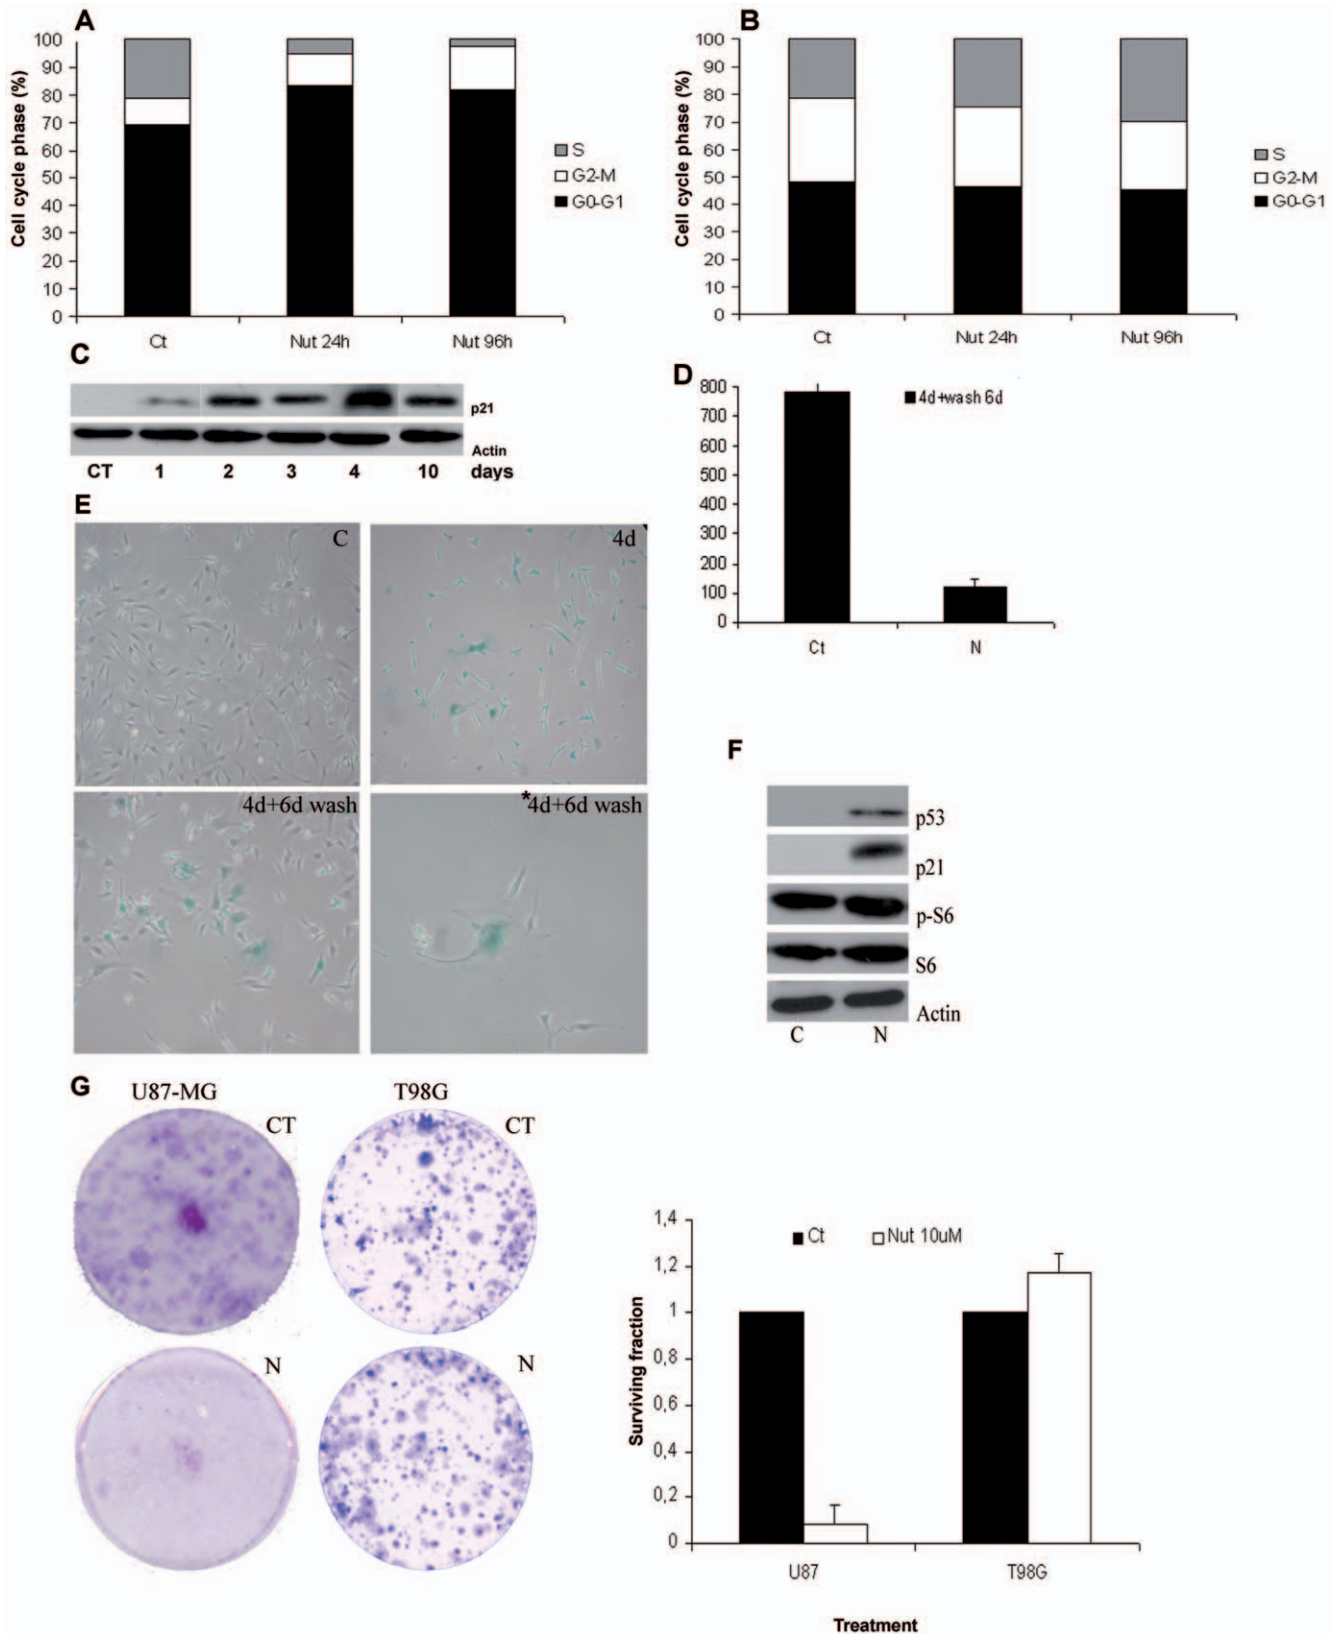 A
Cell cycle phase (%)
100
90
80
70
60
50
40
30
20
10
0
Ct
Nut 24h
Nut 96h
S
G2-M
G0-G1
B
Cell cycle phase (%)
100
90
80
70
60
50
40
30
20
10
0
Ct
Nut 24h
Nut 96h
S
G2-M
G0-G1
C
p21
Actin
CT 1 2 3 4 10 days
D
800
700
600
500
400
300
200
100
0
4d+wash 6d
Ct
N
E
C
4d
4d+6d wash
*4d+6d wash
F
p53
p21
p-S6
S6
Actin
C N
G
U87-MG
T98G
CT
CT
N
N
Surviving fraction
1,4
1,2
1
0,8
0,6
0,4
0,2
0
Ct
Nut 10uM
U87
T98G
Treatment